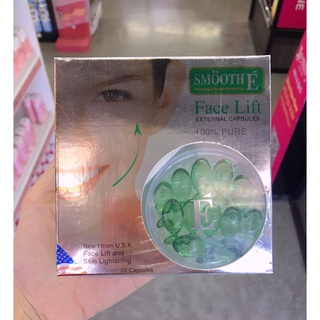 SMOOTH É
Face Lift
EXTERNAL CAPSULES
100% PURE
E
New ! from U.S.A
Face Lift and
Skin Lightening
12 Capsules